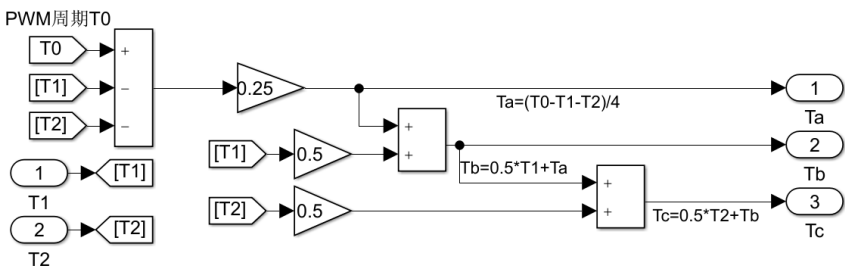 PWM周期T0
T0
+
[T1]
−
[T2]
−
0.25
Ta=(T0-T1-T2)/4
1
Ta
+
+
[T1]
0.5
2
Tb
Tb=0.5*T1+Ta
1
[T1]
T1
+
+
[T2]
0.5
3
Tc
Tc=0.5*T2+Tb
2
[T2]
T2